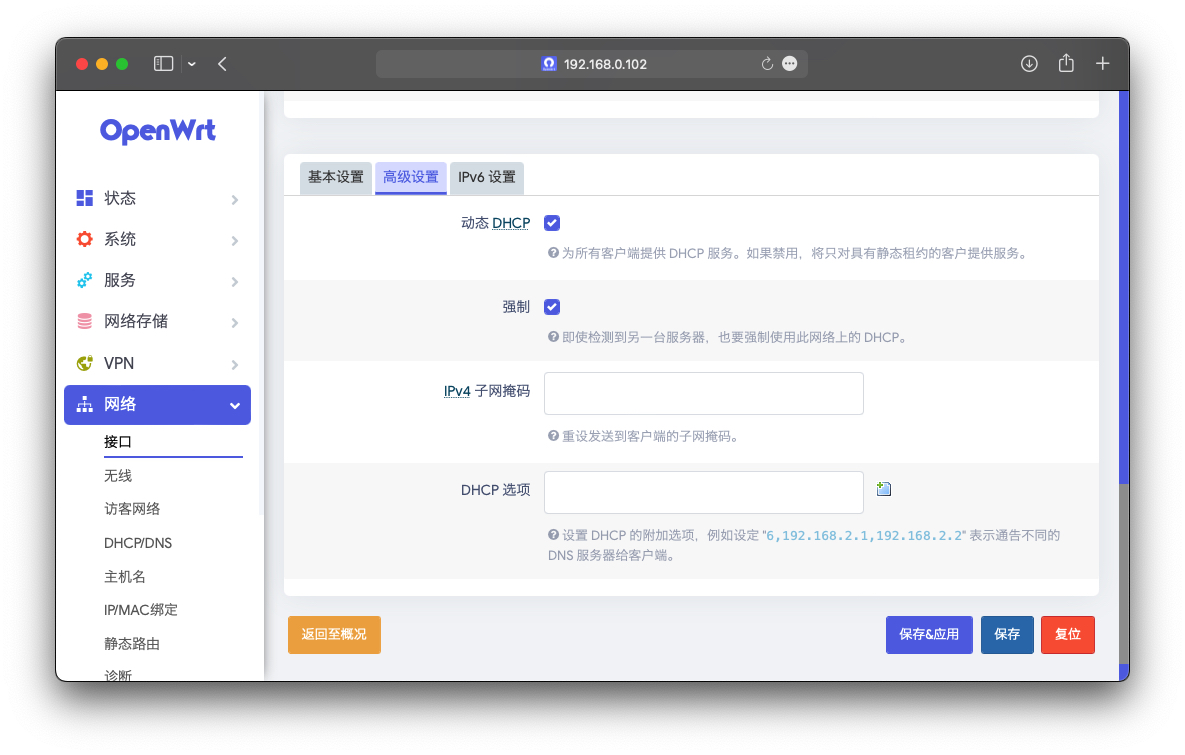 192.168.0.102
OpenWrt
状态
系统
服务
网络存储
VPN
网络
接口
无线
访客网络
DHCP/DNS
主机名
IP/MAC绑定
静态路由
诊断
基本设置 高级设置 IPv6 设置
动态 DHCP
为所有客户端提供 DHCP 服务。如果禁用，将只对具有静态租约的客户提供服务。
强制
即使检测到另一台服务器，也要强制使用此网络上的 DHCP。
IPv4 子网掩码
重设发送到客户端的子网掩码。
DHCP 选项
设置 DHCP 的附加选项，例如设定 "6,192.168.2.1,192.168.2.2" 表示通告不同的
DNS 服务器给客户端。
返回至概况 保存&应用 保存 复位